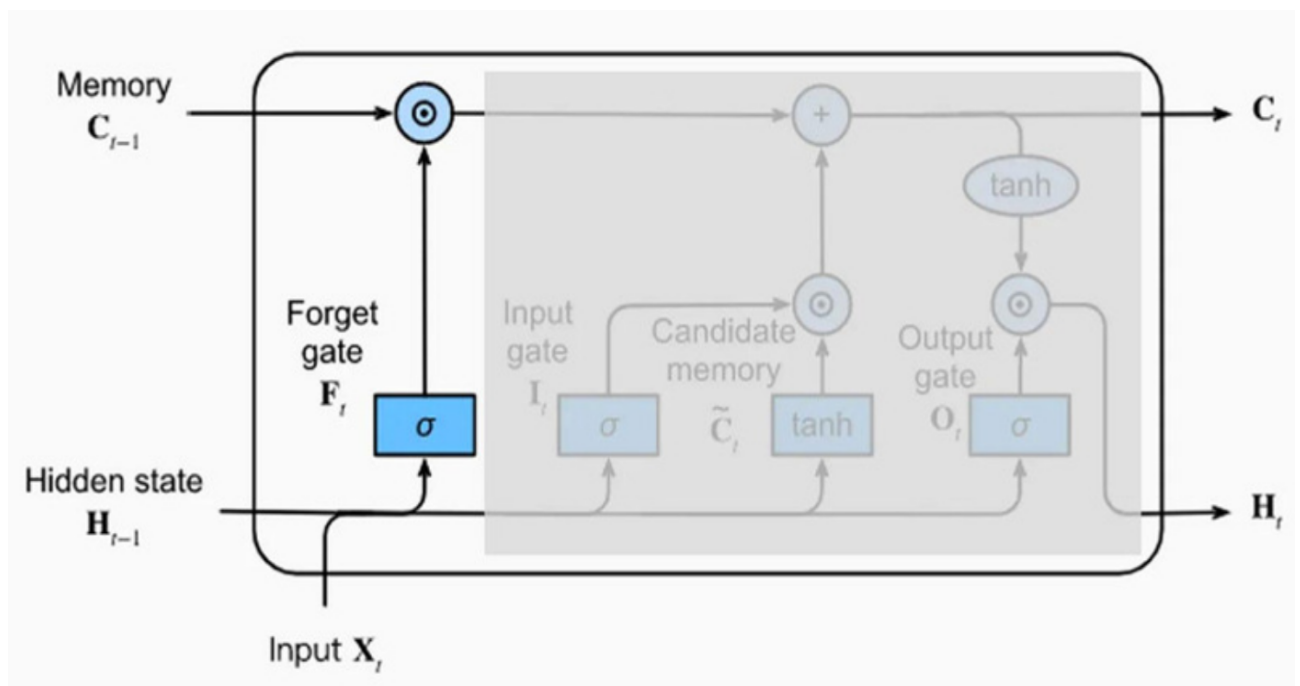 Memory
C_{t-1}
C_t
+
tanh
Forget
gate
F_t
σ
Input
gate
I_t
σ
Candidate
memory
C̃_t
tanh
Output
gate
O_t
σ
Hidden state
H_{t-1}
H_t
Input X_t